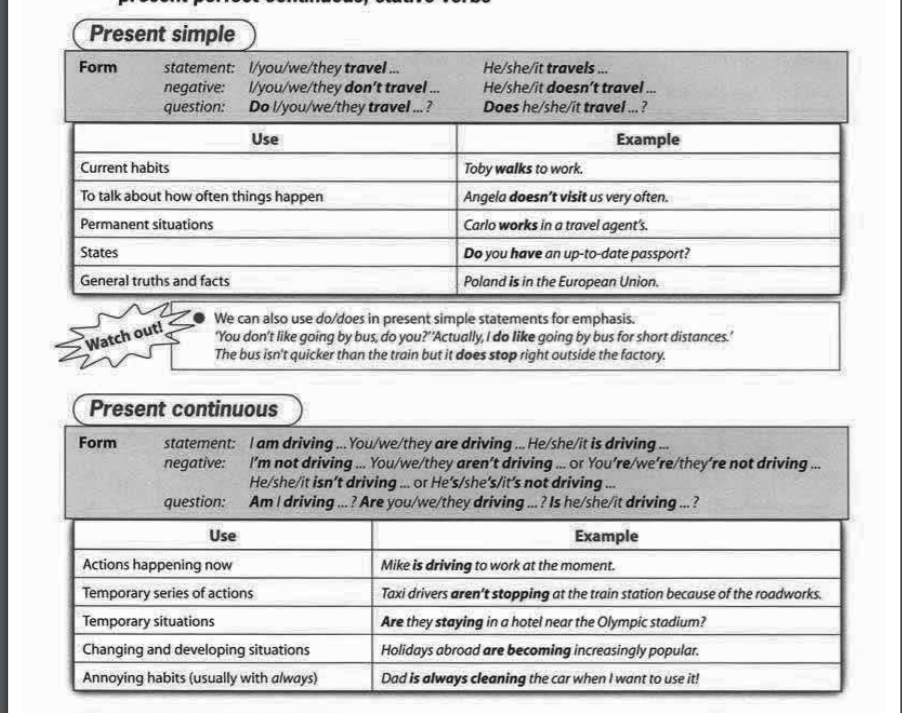 present perfect continuous, stative verbs
Present simple
Form statement: I/you/we/they travel ... He/she/it travels ...
negative: I/you/we/they don't travel ... He/she/it doesn't travel ...
question: Do I/you/we/they travel ... ? Does he/she/it travel ... ?
Use Example
Current habits Toby walks to work.
To talk about how often things happen Angela doesn't visit us very often.
Permanent situations Carlo works in a travel agent's.
States Do you have an up-to-date passport?
General truths and facts Poland is in the European Union.
Watch out!
● We can also use do/does in present simple statements for emphasis.
'You don't like going by bus, do you?' 'Actually, I do like going by bus for short distances.'
The bus isn't quicker than the train but it does stop right outside the factory.
Present continuous
Form statement: I am driving ... You/we/they are driving ... He/she/it is driving ...
negative: I'm not driving ... You/we/they aren't driving ... or You're/we're/they're not driving ...
He/she/it isn't driving ... or He's/she's/it's not driving ...
question: Am I driving ... ? Are you/we/they driving ... ? Is he/she/it driving ... ?
Use Example
Actions happening now Mike is driving to work at the moment.
Temporary series of actions Taxi drivers aren't stopping at the train station because of the roadworks.
Temporary situations Are they staying in a hotel near the Olympic stadium?
Changing and developing situations Holidays abroad are becoming increasingly popular.
Annoying habits (usually with always) Dad is always cleaning the car when I want to use it!